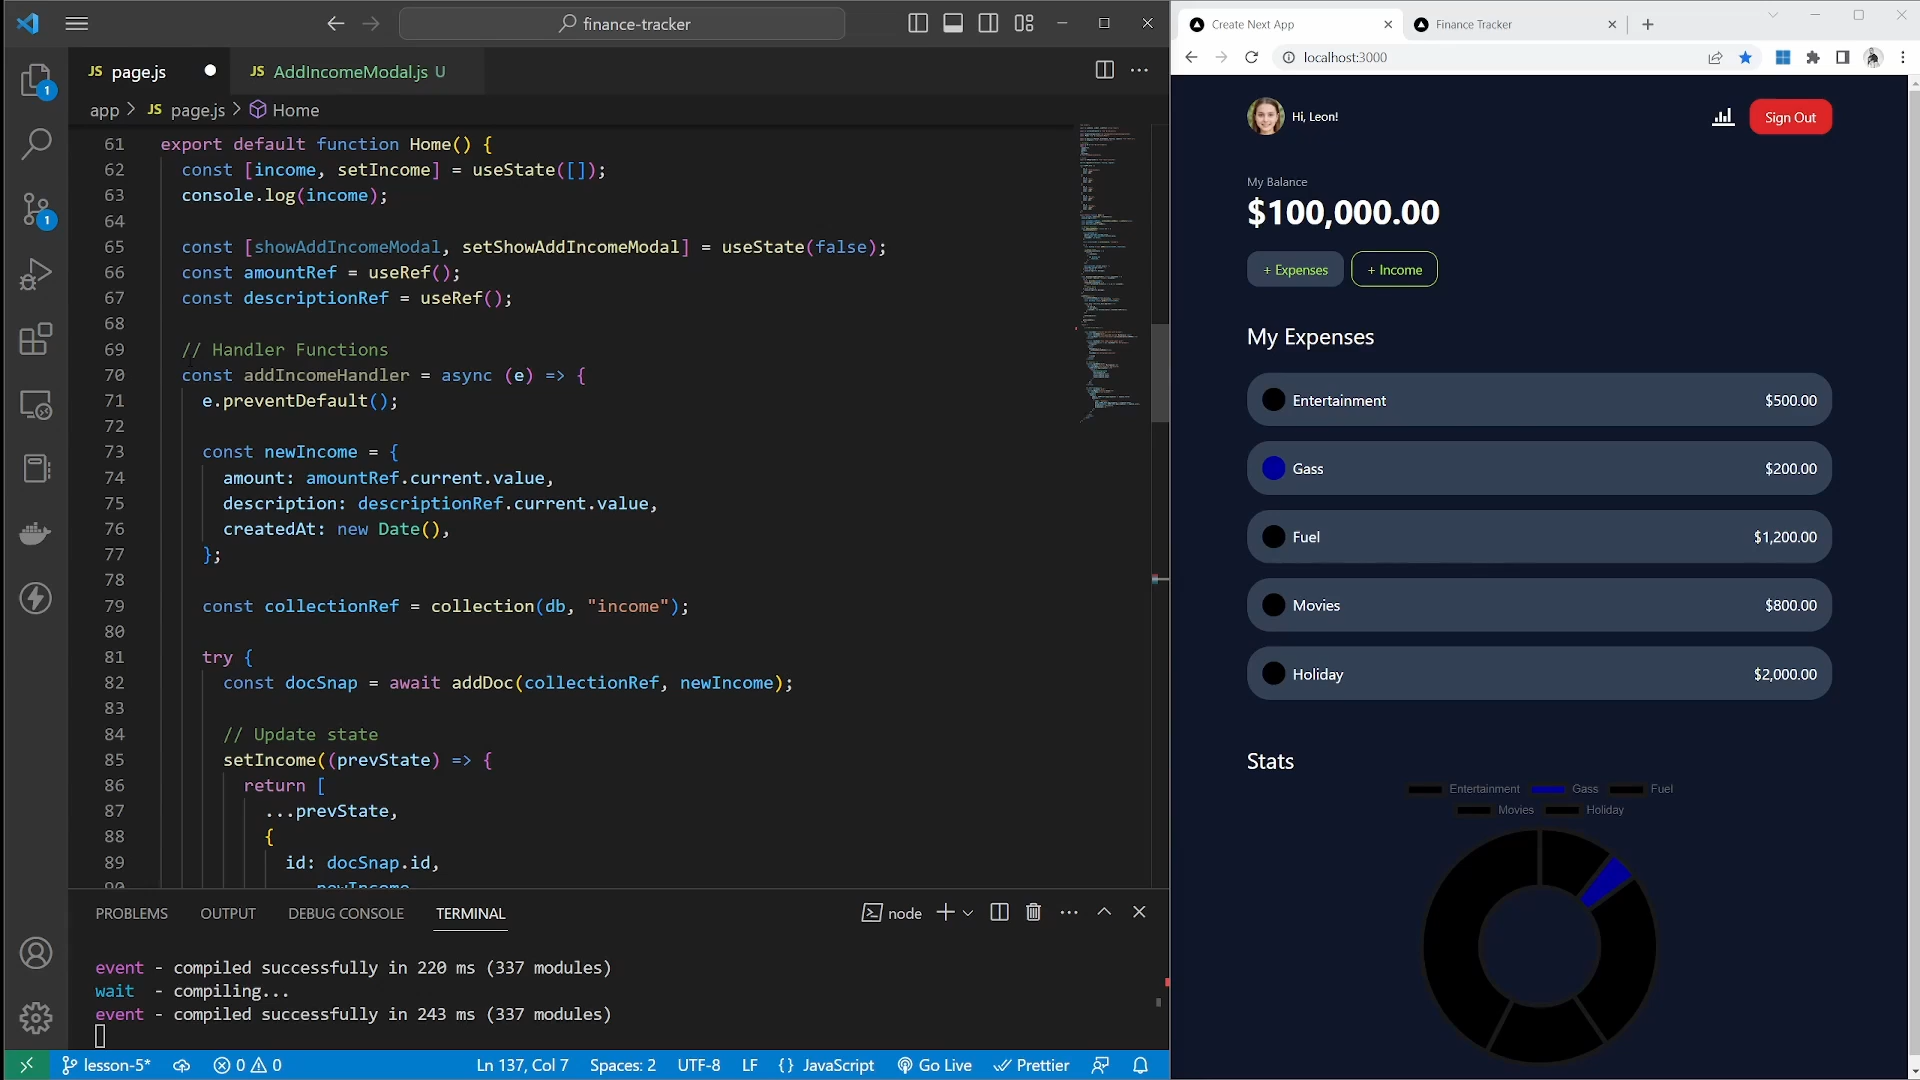 finance-tracker
JS page.js
JS AddIncomeModal.js U
app > JS page.js > Home
61 export default function Home() {
62 const [income, setIncome] = useState([]);
63 console.log(income);
64
65 const [showAddIncomeModal, setShowAddIncomeModal] = useState(false);
66 const amountRef = useRef();
67 const descriptionRef = useRef();
68
69 // Handler Functions
70 const addIncomeHandler = async (e) => {
71 e.preventDefault();
72
73 const newIncome = {
74 amount: amountRef.current.value,
75 description: descriptionRef.current.value,
76 createdAt: new Date(),
77 };
78
79 const collectionRef = collection(db, "income");
80
81 try {
82 const docSnap = await addDoc(collectionRef, newIncome);
83
84 // Update state
85 setIncome((prevState) => {
86 return [
87 ...prevState,
88 {
89 id: docSnap.id,
90 ...newIncome
1
1
PROBLEMS OUTPUT DEBUG CONSOLE TERMINAL node
event - compiled successfully in 220 ms (337 modules)
wait - compiling...
event - compiled successfully in 243 ms (337 modules)
lesson-5* 0 0 Ln 137, Col 7 Spaces: 2 UTF-8 LF {} JavaScript Go Live Prettier
Create Next App
Finance Tracker
localhost:3000
Hi, Leon!
Sign Out
My Balance
$100,000.00
+ Expenses
+ Income
My Expenses
Entertainment $500.00
Gass $200.00
Fuel $1,200.00
Movies $800.00
Holiday $2,000.00
Stats
Entertainment Gass Fuel
Movies Holiday